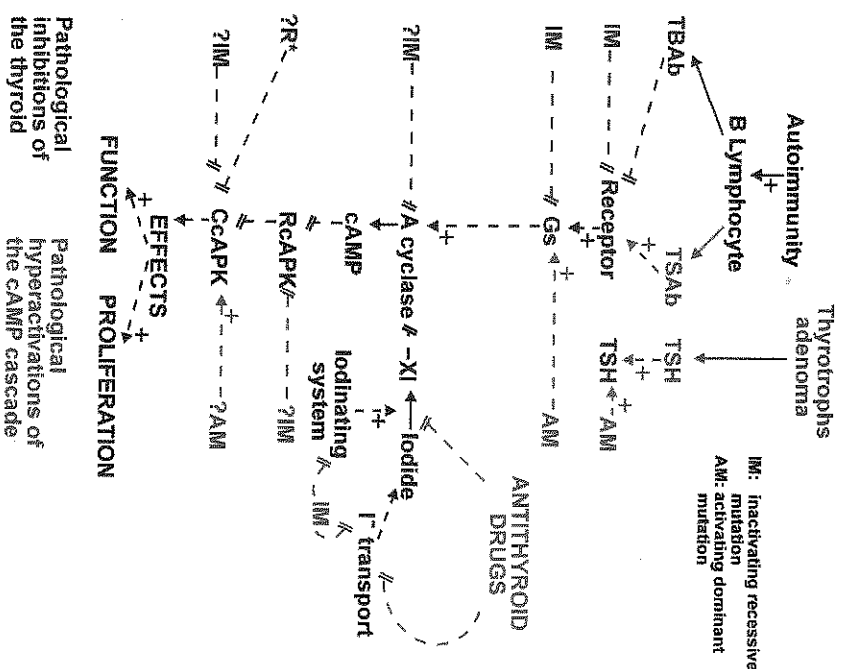 Thyrotrophs
adenoma
IM: inactivating recessive
mutation
AM: activating dominant
mutation
Autoimmunity
+
B Lymphocyte
TBAb
TSAb
TSH
+
+
IM
Receptor
TSH
+
AM
+
IM
Gs
+
AM
ANTITHYROID
DRUGS
+
?IM
A cyclase
XI
Iodide
cAMP
+
I⁻ transport
Iodinating
system
IM
?R*
RcAPK
?IM
?IM
CcAPK
+
?AM
EFFECTS
+
+
FUNCTION
PROLIFERATION
Pathological
inhibitions of
the thyroid
Pathological
hyperactivations of
the cAMP cascade